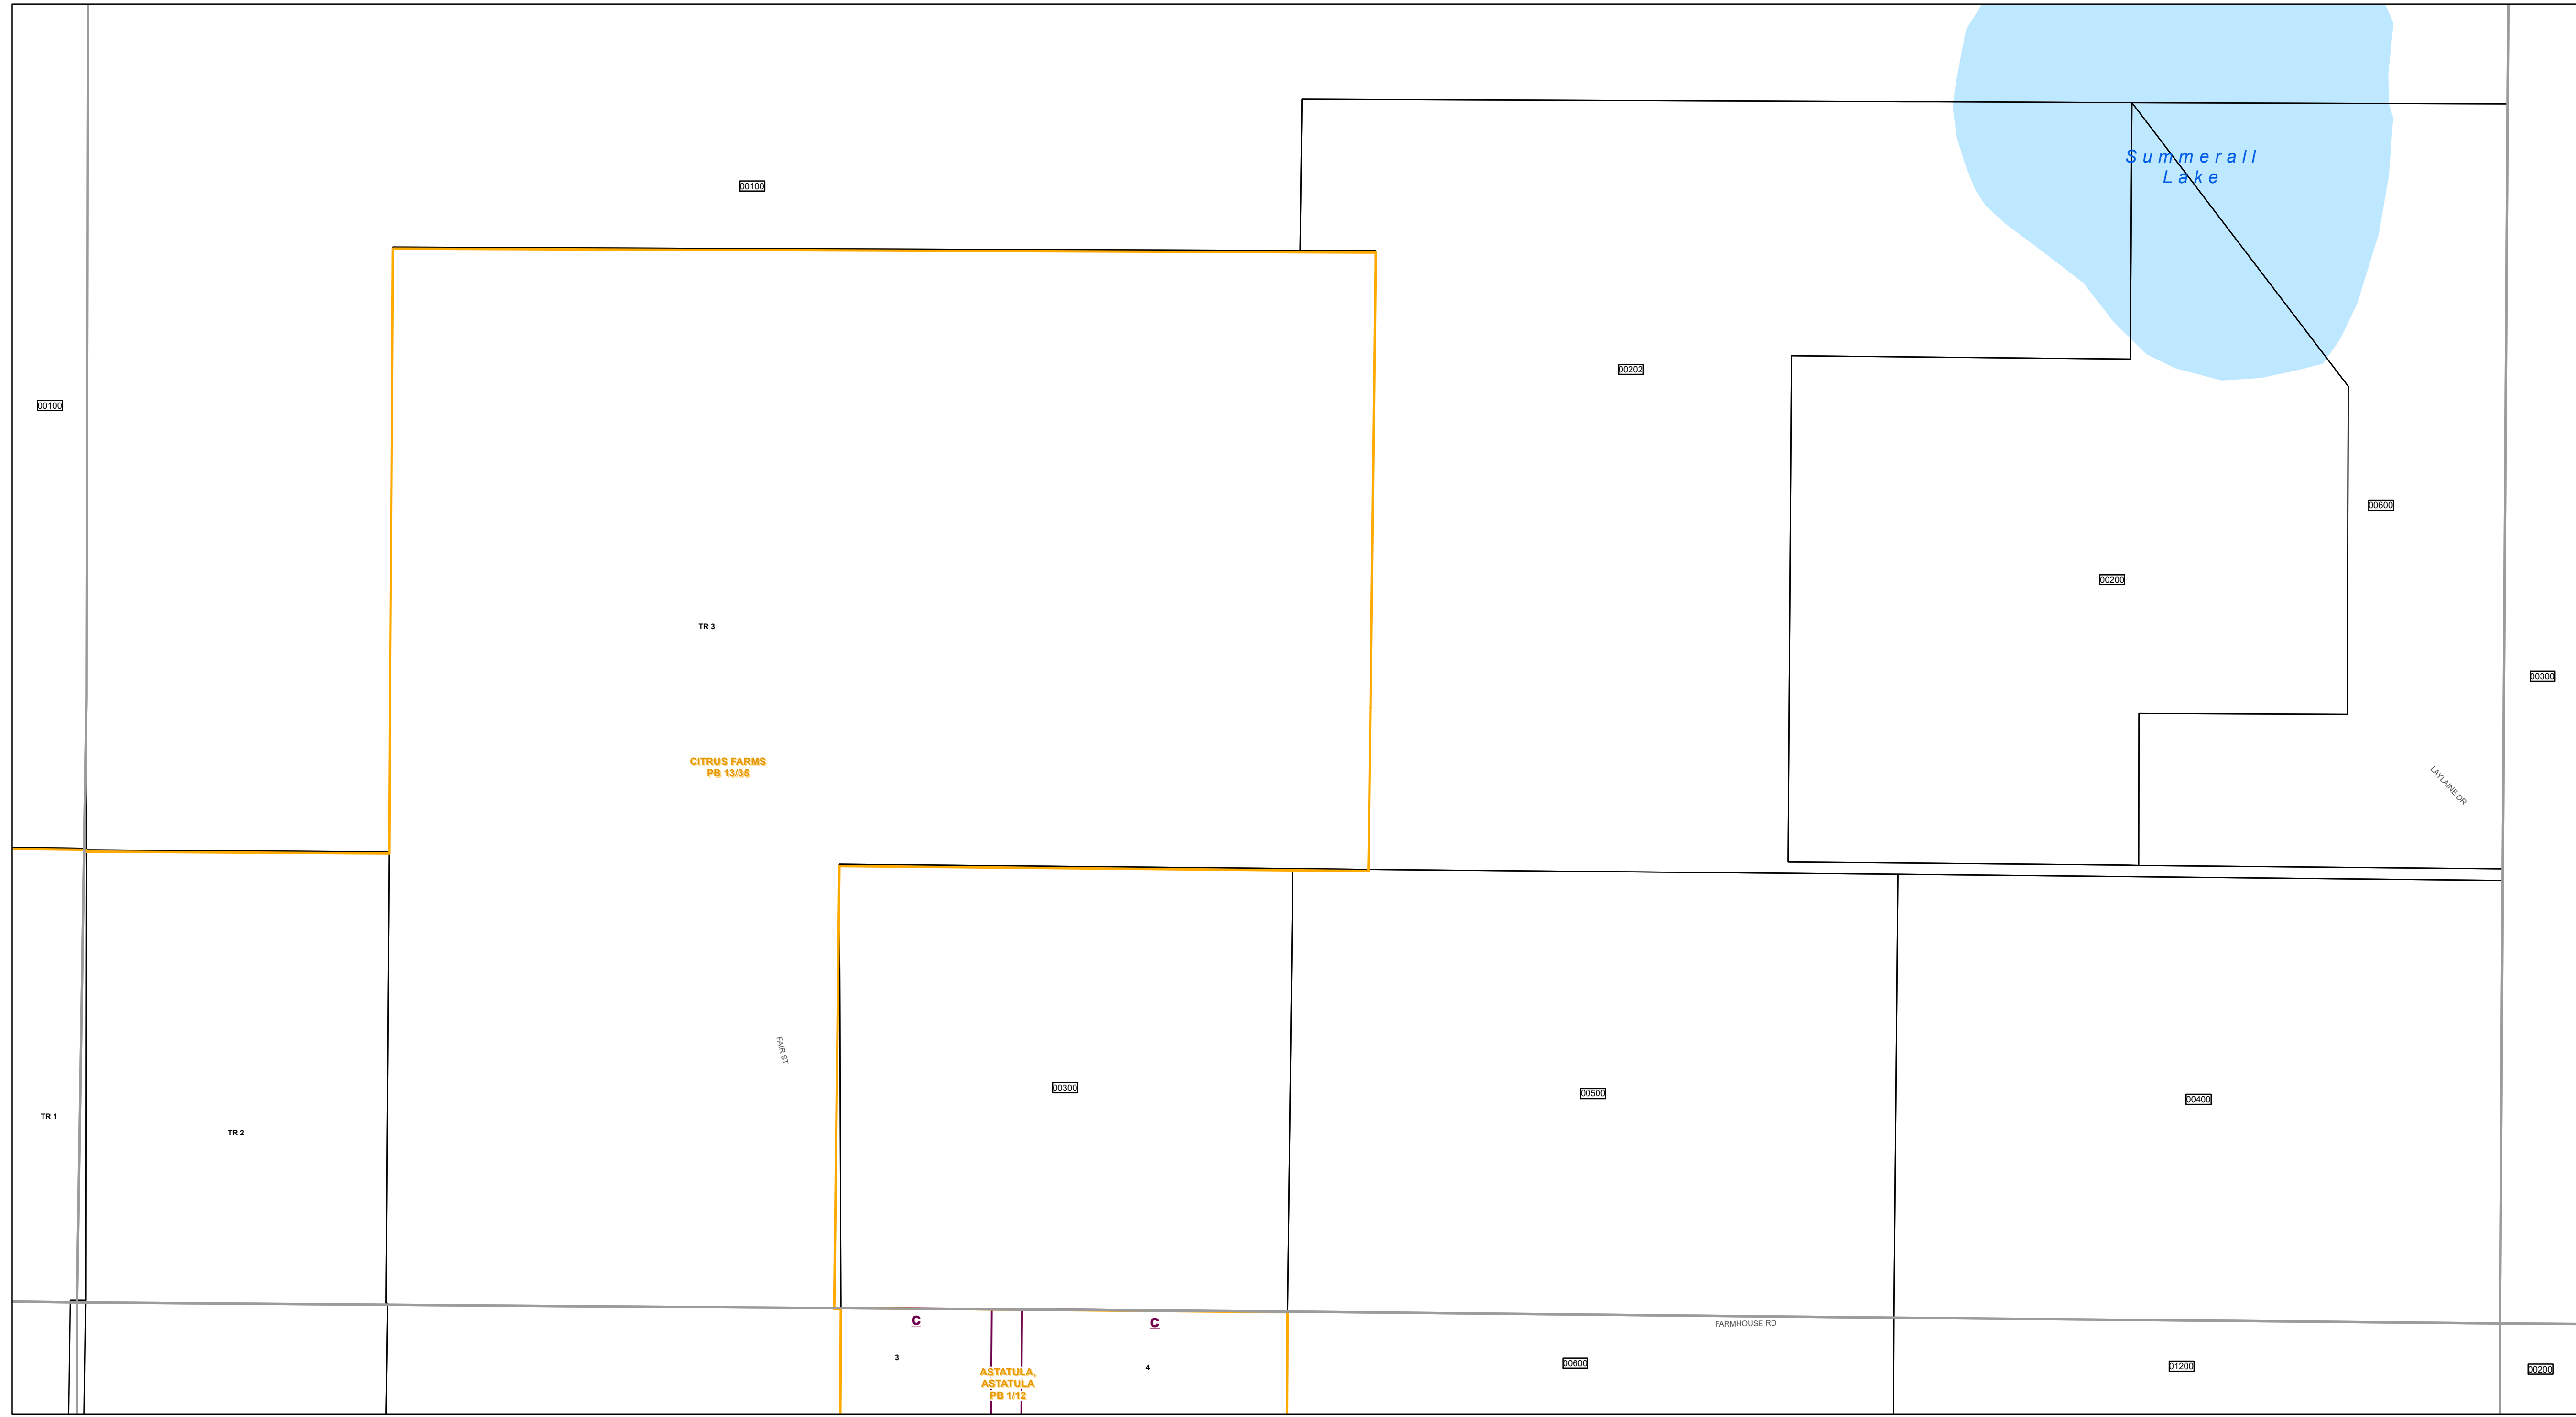 Summerall
Lake
00100
00202
00100
00600
00200
TR 3
00300
CITRUS FARMS
PB 13/35
LAYLAINE DR
FAIR ST
00300
00500
00400
TR 1
TR 2
C
C
FARMHOUSE RD
3
4
00600
01200
00200
ASTATULA,
ASTATULA
PB 1/12